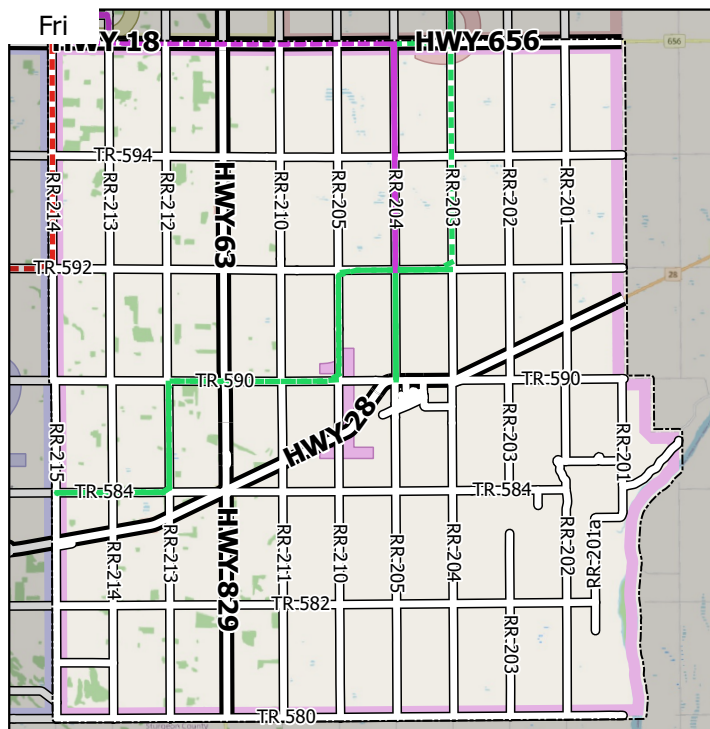 Fri
HWY 18
HWY 656
656
TR 594
RR 214
RR 213
RR 212
HWY 63
RR 210
RR 205
RR 204
RR 203
RR 202
RR 201
TR 592
28
TR 590
TR 590
HWY 28
RR 215
RR 203
RR 201
TR 584
TR 584
RR 214
RR 213
HWY 829
RR 211
RR 210
RR 205
RR 204
RR 202
RR 201a
TR 582
RR 203
TR 580
Sturgeon County